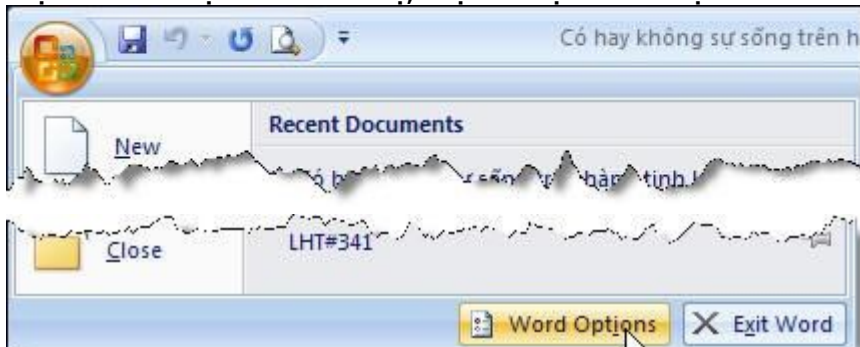 Có hay không sự sống trên h
New
Recent Documents
Close
LHT#341
Word Options
Exit Word